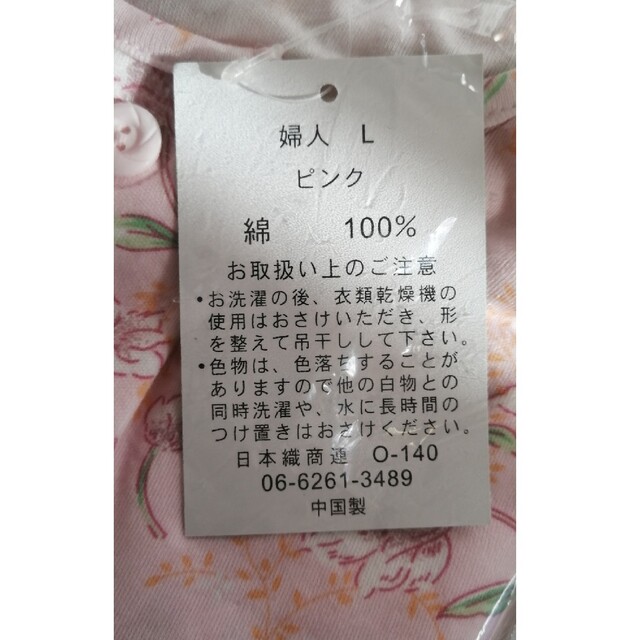 婦人 L
ピンク
綿 100%
お取扱い上のご注意
•お洗濯の後、衣類乾燥機の
使用はおさけいただき、形
を整えて吊干しして下さい。
•色物は、色落ちすることが
ありますので他の白物との
同時洗濯や、水に長時間の
つけ置きはおさけください。
日本織商連 O-140
06-6261-3489
中国製